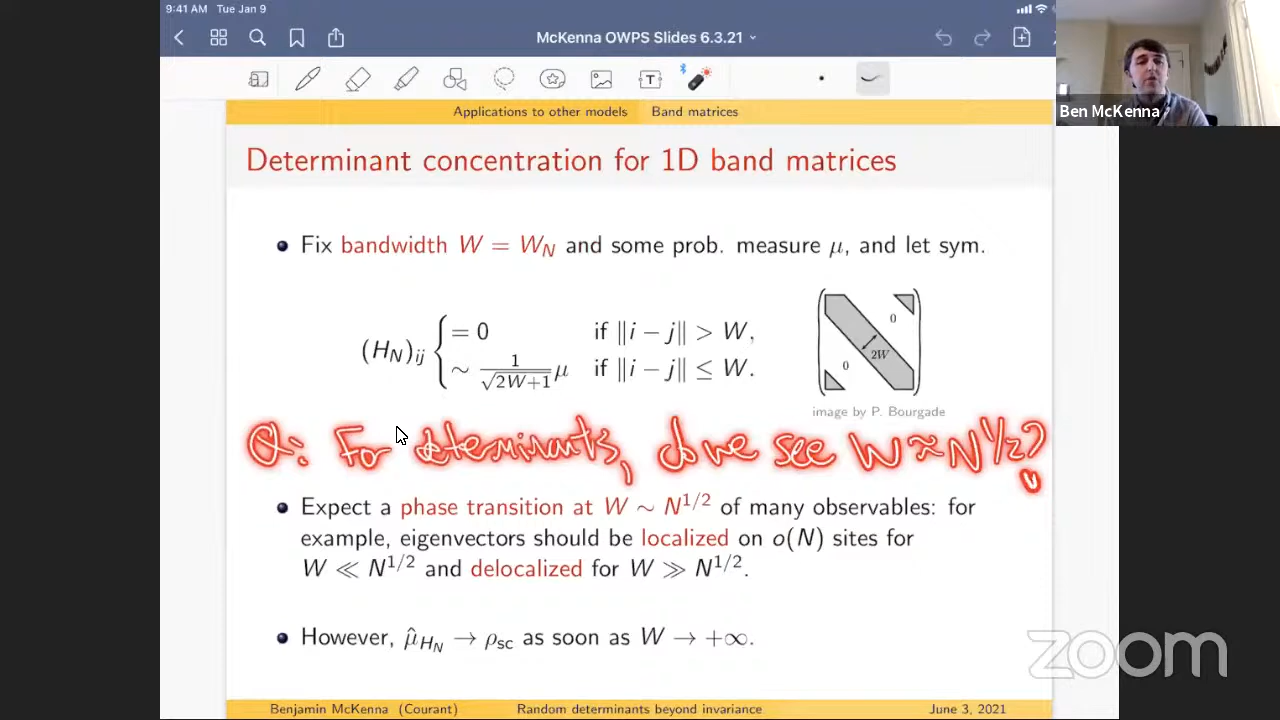 9:41 AM Tue Jan 9
McKenna OWPS Slides 6.3.21
T
Ben McKenna
Applications to other models Band matrices
Determinant concentration for 1D band matrices
Fix bandwidth W = W_N and some prob. measure μ, and let sym.
(H_N)_{ij} { = 0 if ‖i − j‖ > W,
∼ 1/√(2W+1) μ if ‖i − j‖ ≤ W.
0
2W
0
image by P. Bourgade
Q: For determinants, do we see W ≈ N^{1/2}?
Expect a phase transition at W ∼ N^{1/2} of many observables: for
example, eigenvectors should be localized on o(N) sites for
W ≪ N^{1/2} and delocalized for W ≫ N^{1/2}.
However, μ̂_{H_N} → ρ_sc as soon as W → +∞.
zoom
Benjamin McKenna (Courant) Random determinants beyond invariance June 3, 2021